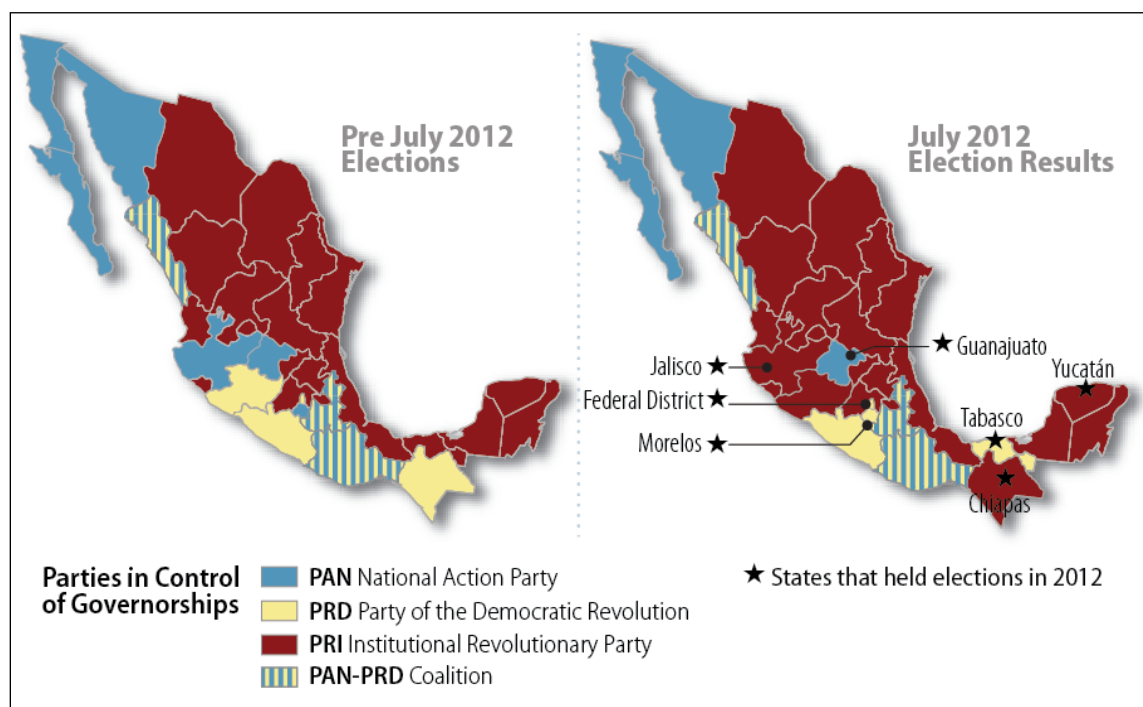 Pre July 2012
Elections
July 2012
Election Results
Jalisco ★
Federal District ★
Morelos ★
★ Guanajuato
Yucatán
Tabasco
Chiapas
Parties in Control
of Governorships
PAN National Action Party
PRD Party of the Democratic Revolution
PRI Institutional Revolutionary Party
PAN-PRD Coalition
★ States that held elections in 2012